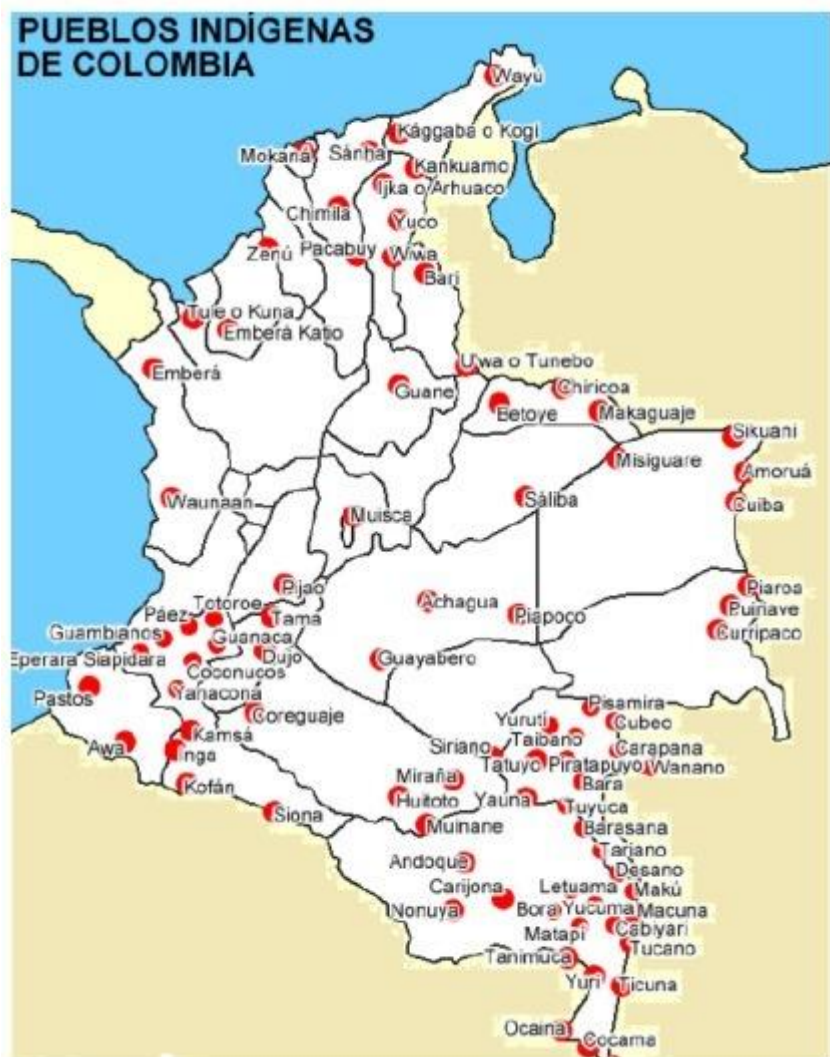 PUEBLOS INDÍGENAS
DE COLOMBIA
Wayú
Kággaba o Kogi
Mokaná
Sánha
Kankuamo
Ijka o Arhuaco
Chimila
Yuco
Zenú
Pacabuy
Wiwa
Barí
Tule o Kuna
Emberá Katío
Emberá
U'wa o Tunebo
Guane
Chiricoa
Betoye
Makaguaje
Sikuani
Misiguare
Amoruá
Cuiba
Waunaan
Sáliba
Muisca
Pijao
Piaroa
Totoroe
Achagua
Puinave
Páez
Tama
Piapoco
Guambianos
Guanaca
Curripaco
Eperara Siapidara
Dujo
Guayabero
Coconucos
Pastos
Yanacona
Coreguaje
Pisamira
Yurutí
Cubeo
Kamsá
Taibano
Awa
Inga
Siriano
Carapana
Tatuyo
Piratapuyo
Wanano
Miraña
Bara
Kofán
Huitoto
Yauna
Tuyuca
Siona
Muinane
Barasana
Tariano
Andoque
Desano
Carijona
Letuama
Makú
Nonuya
Bora
Yucuma
Macuna
Matapí
Cabiyarí
Tucano
Tanimuca
Yuri
Ticuna
Ocaina
Cocama